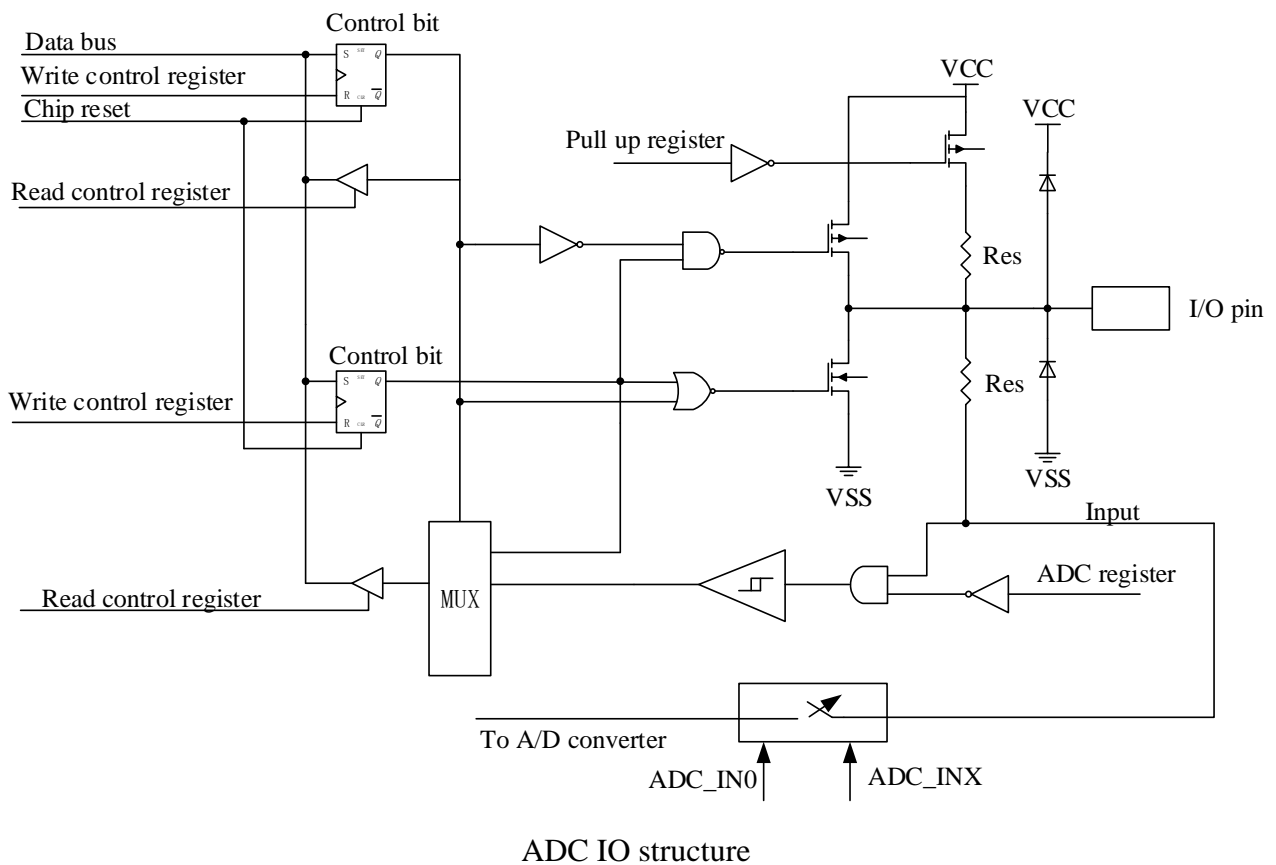 Control bit
Data bus
S
Q
Write control register
R
Q
Chip reset
VCC
VCC
Pull up register
Read control register
Res
I/O pin
Control bit
S
Q
Res
Write control register
R
Q
VSS
VSS
Input
ADC register
Read control register
MUX
To A/D converter
ADC_IN0
ADC_INX
ADC IO structure